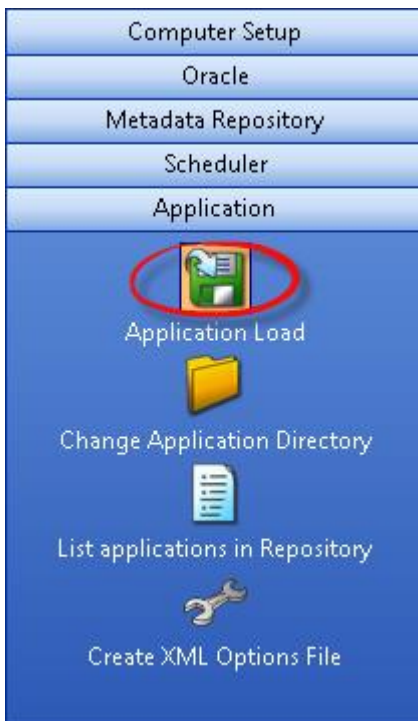 Computer Setup
Oracle
Metadata Repository
Scheduler
Application
Application Load
Change Application Directory
List applications in Repository
Create XML Options File